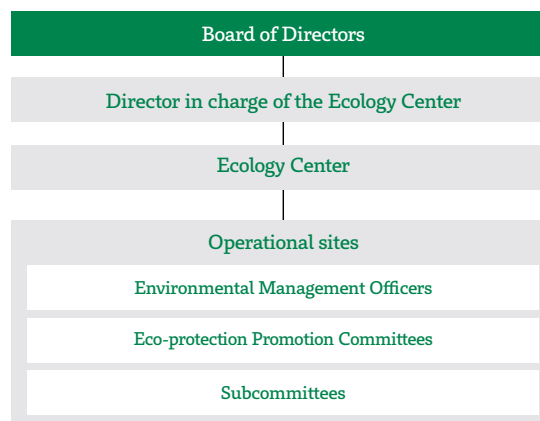 Board of Directors
Director in charge of the Ecology Center
Ecology Center
Operational sites
Environmental Management Officers
Eco-protection Promotion Committees
Subcommittees